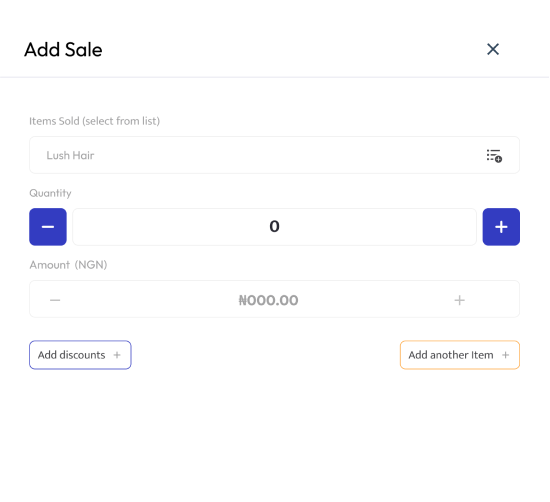 Add Sale
Items Sold (select from list)
Lush Hair
Quantity
0
Amount (NGN)
₦000.00
Add discounts +
Add another Item +